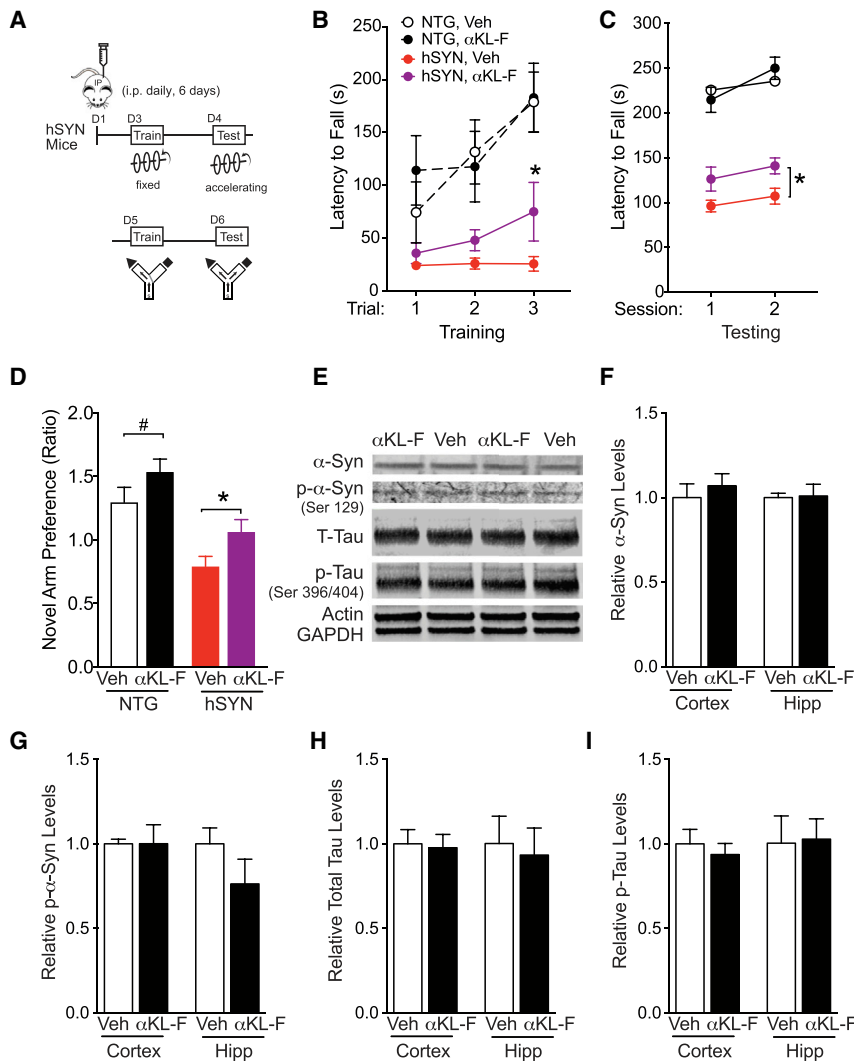 A
IP
(i.p. daily, 6 days)
hSYN
Mice
D1
D3
D4
Train
Test
fixed
accelerating
D5
D6
Train
Test
B
NTG, Veh
NTG, αKL-F
hSYN, Veh
hSYN, αKL-F
Latency to Fall (s)
250
200
150
100
50
0
*
Trial: 1 2 3
Training
C
Latency to Fall (s)
300
250
200
150
100
50
0
*
Session: 1 2
Testing
D
Novel Arm Preference (Ratio)
2.0
1.5
1.0
0.5
0.0
#
*
Veh αKL-F Veh αKL-F
NTG hSYN
E
αKL-F Veh αKL-F Veh
α-Syn
p-α-Syn
(Ser 129)
T-Tau
p-Tau
(Ser 396/404)
Actin
GAPDH
F
Relative α-Syn Levels
1.5
1.0
0.5
0.0
Veh αKL-F Veh αKL-F
Cortex Hipp
G
Relative p-α-Syn Levels
1.5
1.0
0.5
0.0
Veh αKL-F Veh αKL-F
Cortex Hipp
H
Relative Total Tau Levels
1.5
1.0
0.5
0.0
Veh αKL-F Veh αKL-F
Cortex Hipp
I
Relative p-Tau Levels
1.5
1.0
0.5
0.0
Veh αKL-F Veh αKL-F
Cortex Hipp